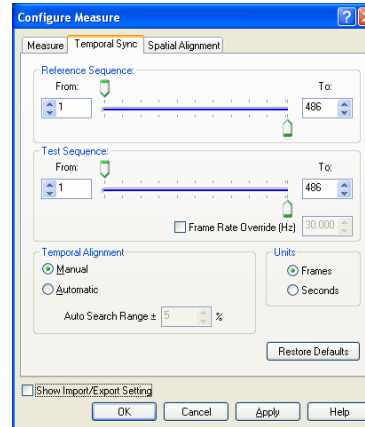 Configure Measure
Measure Temporal Sync Spatial Alignment
Reference Sequence:
From: To:
1 486
Test Sequence:
From: To:
1 486
Frame Rate Override (Hz) 30.000
Temporal Alignment Units
Manual Frames
Automatic Seconds
Auto Search Range ± 5 %
Restore Defaults
Show Import/Export Setting
OK Cancel Apply Help